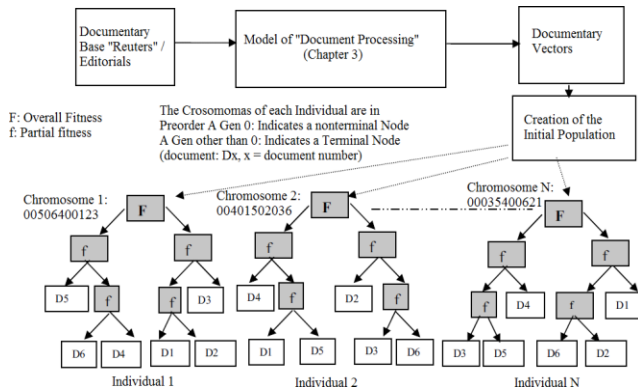 Documentary
Base "Reuters" /
Editorials
Model of "Document Processing"
(Chapter 3)
Documentary
Vectors
F: Overall Fitness
f: Partial fitness
The Crosomomas of each Individual are in
Preorder A Gen 0: Indicates a nonterminal Node
A Gen other than 0: Indicates a Terminal Node
(document: Dx, x = document number)
Creation of the
Initial Population
Chromosome 1:
00506400123
Chromosome 2:
00401502036
Chromosome N:
00035400621
F
F
F
f
f
f
f
f
f
D5
f
f
D3
D4
f
D2
f
f
D4
f
D1
D6
D4
D1
D2
D1
D5
D3
D6
D3
D5
D6
D2
Individual 1
Individual 2
Individual N